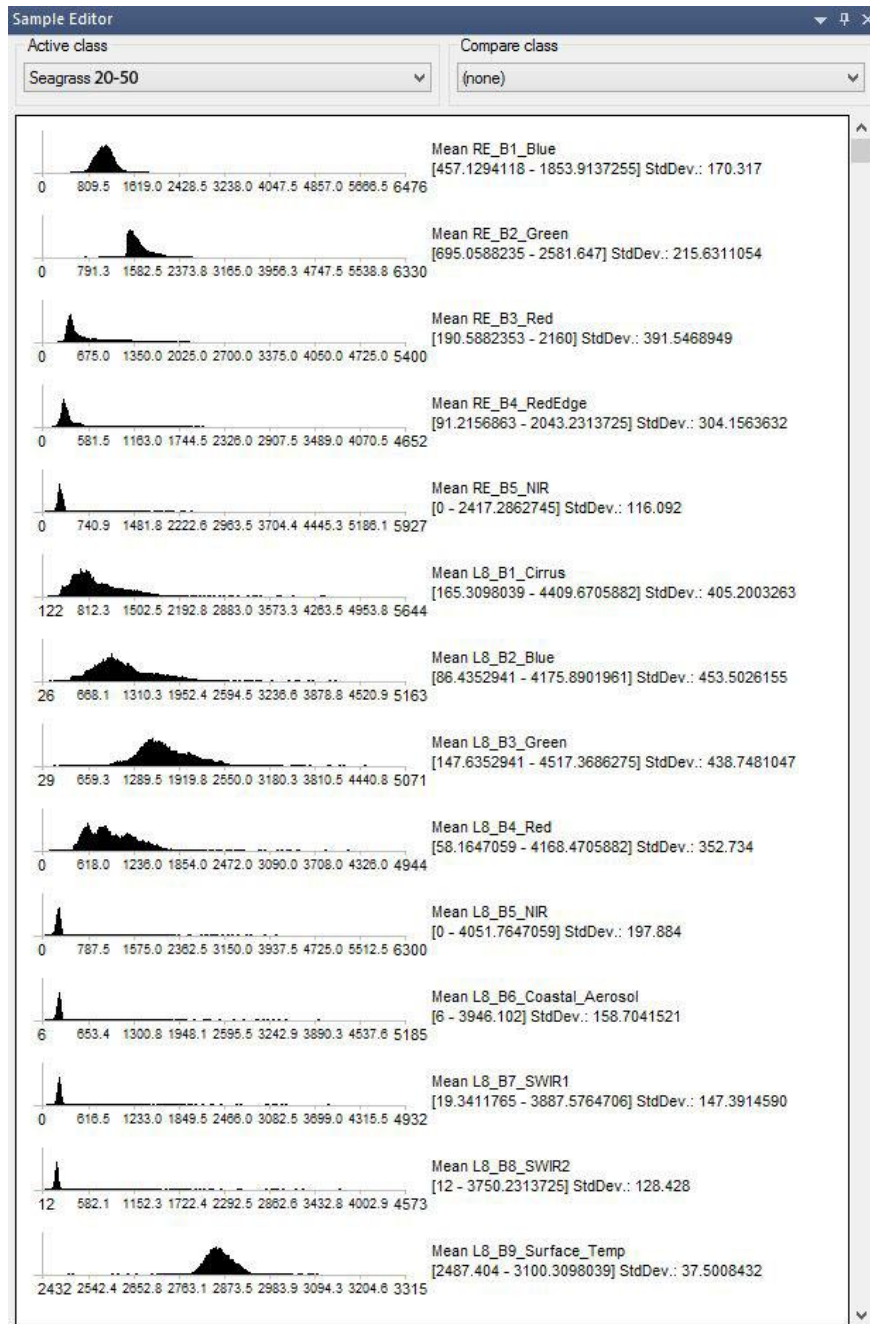 Sample Editor
Active class
Compare class
Seagrass 20-50
(none)
Mean RE_B1_Blue
[457.1294118 - 1853.9137255] StdDev.: 170.317
0 809.5 1619.0 2428.5 3238.0 4047.5 4857.0 5666.5 6476
Mean RE_B2_Green
[695.0588235 - 2581.647] StdDev.: 215.6311054
0 791.3 1582.5 2373.8 3165.0 3956.3 4747.5 5538.8 6330
Mean RE_B3_Red
[190.5882353 - 2160] StdDev.: 391.5468949
0 675.0 1350.0 2025.0 2700.0 3375.0 4050.0 4725.0 5400
Mean RE_B4_RedEdge
[91.2156863 - 2043.2313725] StdDev.: 304.1563632
0 581.5 1163.0 1744.5 2326.0 2907.5 3489.0 4070.5 4652
Mean RE_B5_NIR
[0 - 2417.2862745] StdDev.: 116.092
0 740.9 1481.8 2222.6 2963.5 3704.4 4445.3 5186.1 5927
Mean L8_B1_Cirrus
[165.3098039 - 4409.6705882] StdDev.: 405.2003263
122 812.3 1502.5 2192.8 2883.0 3573.3 4263.5 4953.8 5644
Mean L8_B2_Blue
[86.4352941 - 4175.8901961] StdDev.: 453.5026155
26 668.1 1310.3 1952.4 2594.5 3236.6 3878.8 4520.9 5163
Mean L8_B3_Green
[147.6352941 - 4517.3686275] StdDev.: 438.7481047
29 659.3 1289.5 1919.8 2550.0 3180.3 3810.5 4440.8 5071
Mean L8_B4_Red
[58.1647059 - 4168.4705882] StdDev.: 352.734
0 618.0 1236.0 1854.0 2472.0 3090.0 3708.0 4326.0 4944
Mean L8_B5_NIR
[0 - 4051.7647059] StdDev.: 197.884
0 787.5 1575.0 2362.5 3150.0 3937.5 4725.0 5512.5 6300
Mean L8_B6_Coastal_Aerosol
[6 - 3946.102] StdDev.: 158.7041521
6 653.4 1300.8 1948.1 2595.5 3242.9 3890.3 4537.6 5185
Mean L8_B7_SWIR1
[19.3411765 - 3887.5764706] StdDev.: 147.3914590
0 616.5 1233.0 1849.5 2466.0 3082.5 3699.0 4315.5 4932
Mean L8_B8_SWIR2
[12 - 3750.2313725] StdDev.: 128.428
12 582.1 1152.3 1722.4 2292.5 2862.6 3432.8 4002.9 4573
Mean L8_B9_Surface_Temp
[2487.404 - 3100.3098039] StdDev.: 37.5008432
2432 2542.4 2652.8 2763.1 2873.5 2983.9 3094.3 3204.6 3315